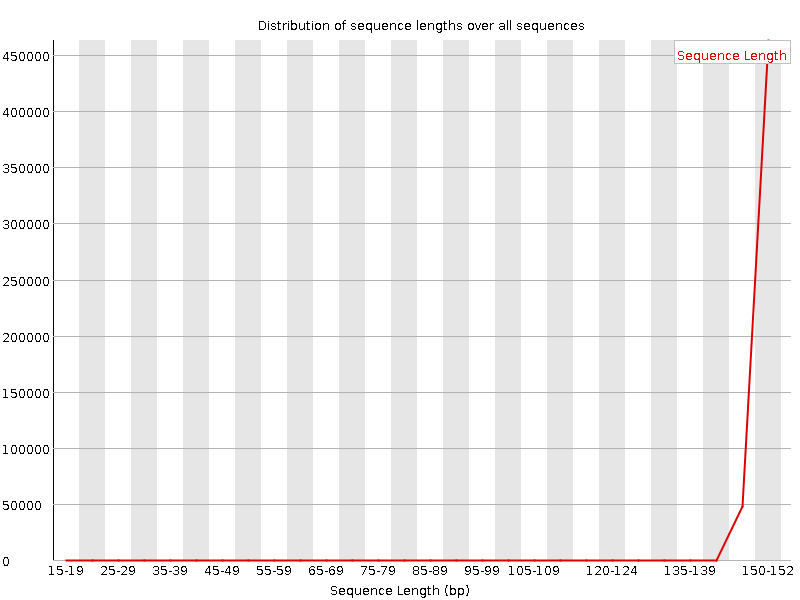 Distribution of sequence lengths over all sequences
Sequence Length
450000
400000
350000
300000
250000
200000
150000
100000
50000
0
15-19 25-29 35-39 45-49 55-59 65-69 75-79 85-89 95-99 105-109 120-124 135-139 150-152
Sequence Length (bp)